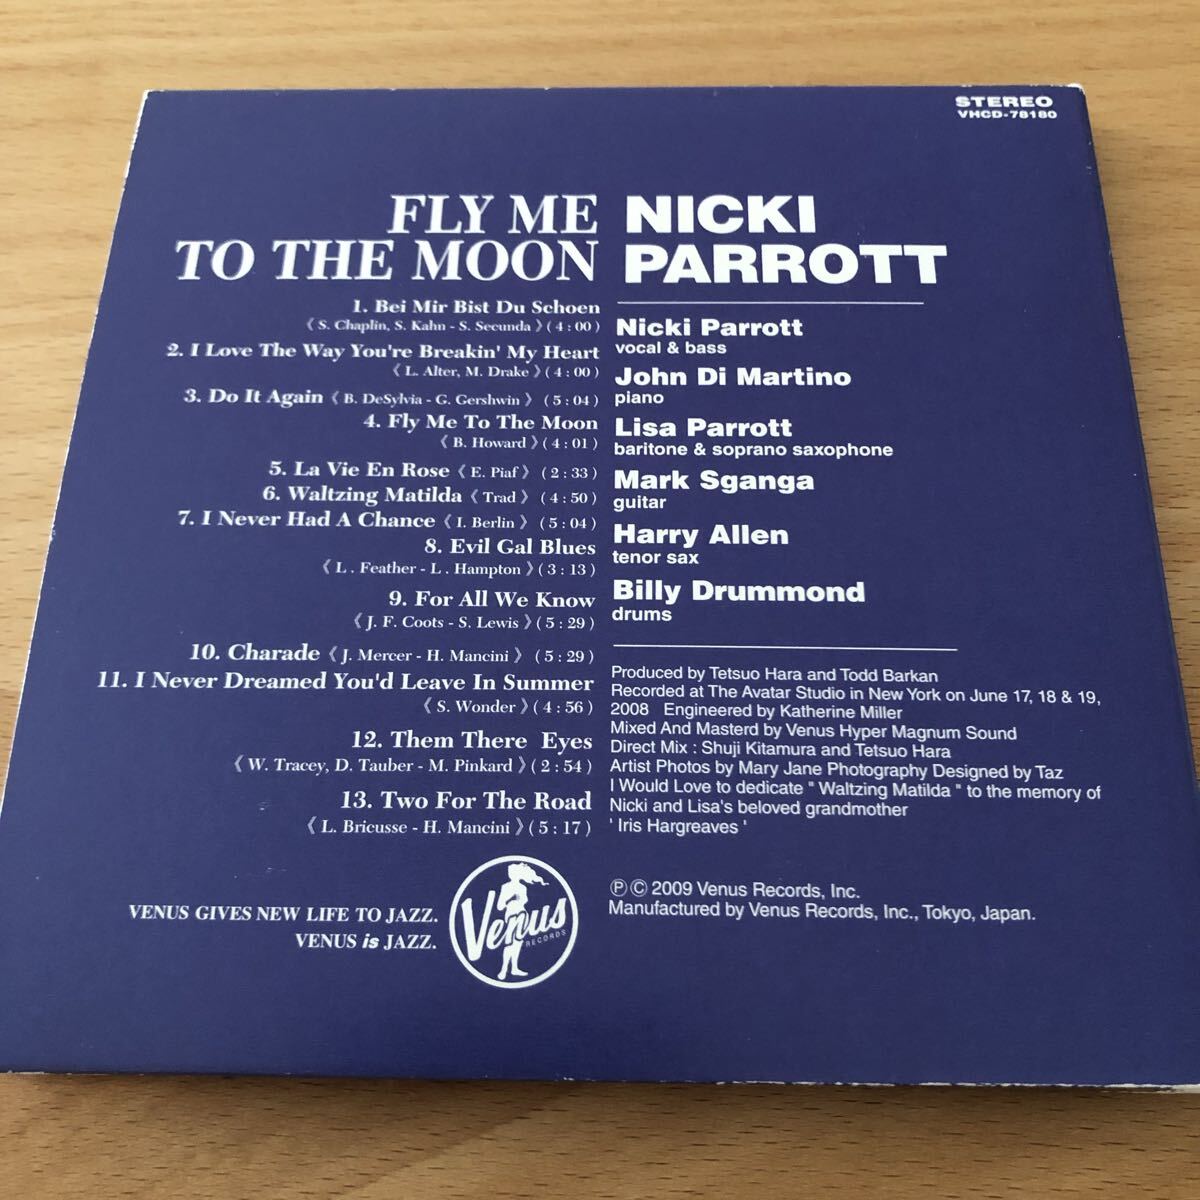 STEREO
VHCD-78180
FLY ME
TO THE MOON
NICKI
PARROTT
1. Bei Mir Bist Du Schoen
《 S. Chaplin, S. Kahn - S. Secunda 》( 4 : 00 )
2. I Love The Way You're Breakin' My Heart
《 L. Alter, M. Drake 》( 4 : 00 )
3. Do It Again《 B. DeSylvia - G. Gershwin 》 ( 5 : 04 )
4. Fly Me To The Moon
《 B. Howard 》( 4 : 01 )
5. La Vie En Rose《 E. Piaf 》( 2 : 33 )
6. Waltzing Matilda《 Trad 》( 4 : 50 )
7. I Never Had A Chance《 I. Berlin 》( 5 : 04 )
8. Evil Gal Blues
《 L . Feather - L . Hampton 》( 3 : 13 )
9. For All We Know
《 J. F. Coots - S. Lewis 》( 5 : 29 )
10. Charade《 J. Mercer - H. Mancini 》( 5 : 29 )
11. I Never Dreamed You'd Leave In Summer
《 S. Wonder 》( 4 : 56 )
12. Them There Eyes
《 W. Tracey, D. Tauber - M. Pinkard 》( 2 : 54 )
13. Two For The Road
《 L. Bricusse - H. Mancini 》( 5 : 17 )
Nicki Parrott
vocal & bass
John Di Martino
piano
Lisa Parrott
baritone & soprano saxophone
Mark Sganga
guitar
Harry Allen
tenor sax
Billy Drummond
drums
Produced by Tetsuo Hara and Todd Barkan
Recorded at The Avatar Studio in New York on June 17, 18 & 19,
2008 Engineered by Katherine Miller
Mixed And Masterd by Venus Hyper Magnum Sound
Direct Mix : Shuji Kitamura and Tetsuo Hara
Artist Photos by Mary Jane Photography Designed by Taz
I Would Love to dedicate " Waltzing Matilda " to the memory of
Nicki and Lisa's beloved grandmother
' Iris Hargreaves '
VENUS GIVES NEW LIFE TO JAZZ.
VENUS is JAZZ.
Venus
RECORDS
Ⓟ Ⓒ 2009 Venus Records, Inc.
Manufactured by Venus Records, Inc., Tokyo, Japan.